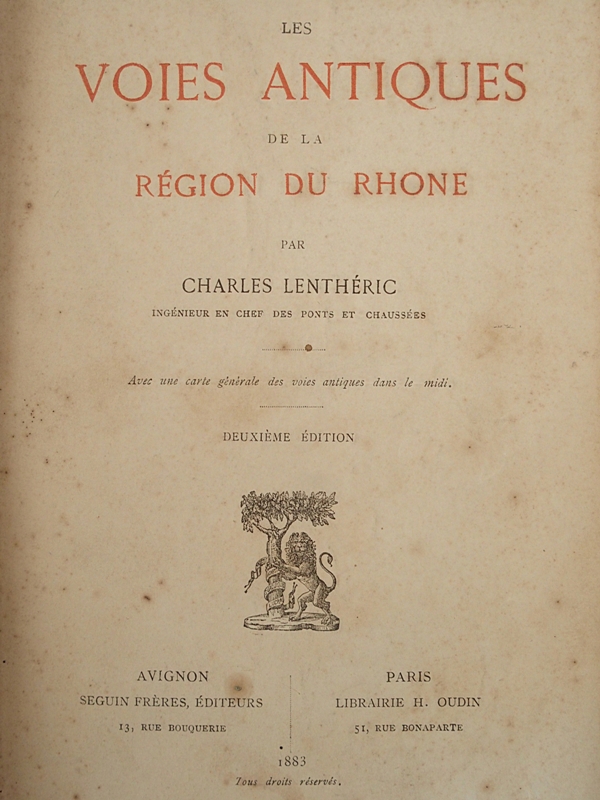 LES
VOIES ANTIQUES
DE LA
RÉGION DU RHONE
PAR
CHARLES LENTHÉRIC
INGÉNIEUR EN CHEF DES PONTS ET CHAUSSÉES
Avec une carte générale des voies antiques dans le midi.
DEUXIÈME ÉDITION
AVIGNON
SEGUIN FRÈRES, ÉDITEURS
13, RUE BOUQUERIE
PARIS
LIBRAIRIE H. OUDIN
51, RUE BONAPARTE
1883
Tous droits réservés.